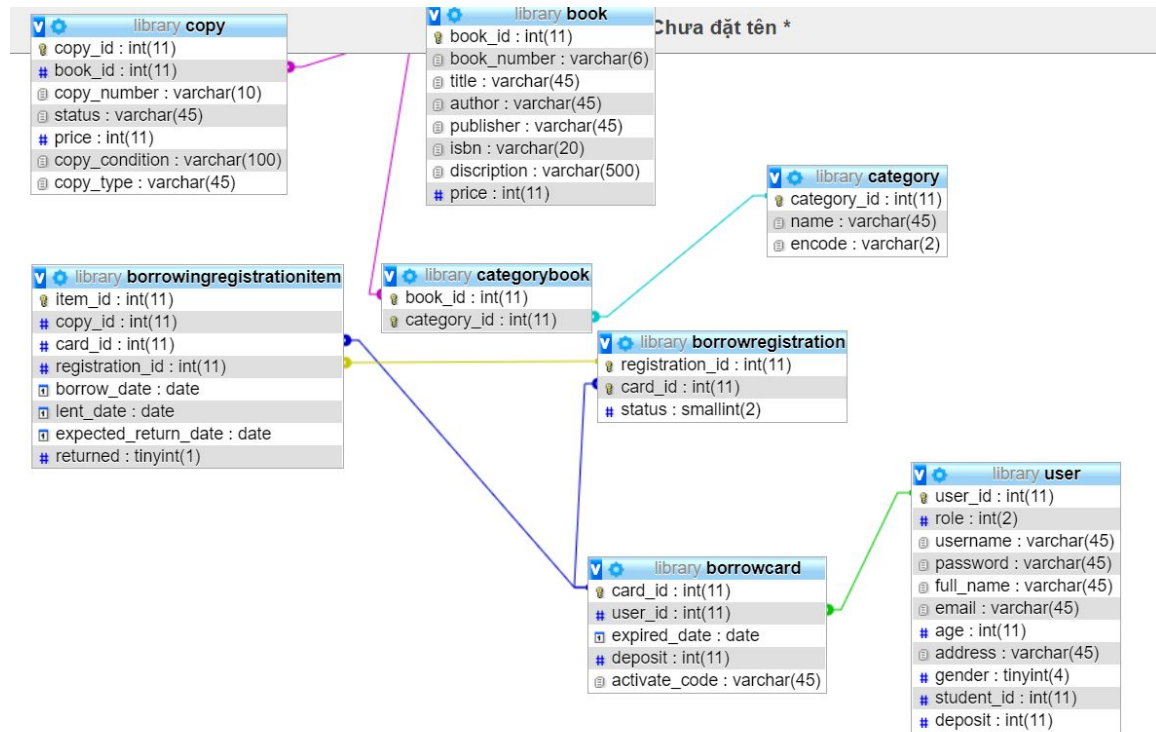 library copy
copy_id : int(11)
book_id : int(11)
copy_number : varchar(10)
status : varchar(45)
price : int(11)
copy_condition : varchar(100)
copy_type : varchar(45)
library book
book_id : int(11)
book_number : varchar(6)
title : varchar(45)
author : varchar(45)
publisher : varchar(45)
isbn : varchar(20)
discription : varchar(500)
price : int(11)
Chưa đặt tên *
library category
category_id : int(11)
name : varchar(45)
encode : varchar(2)
library borrowingregistrationitem
item_id : int(11)
copy_id : int(11)
card_id : int(11)
registration_id : int(11)
borrow_date : date
lent_date : date
expected_return_date : date
returned : tinyint(1)
library categorybook
book_id : int(11)
category_id : int(11)
library borrowregistration
registration_id : int(11)
card_id : int(11)
status : smallint(2)
library borrowcard
card_id : int(11)
user_id : int(11)
expired_date : date
deposit : int(11)
activate_code : varchar(45)
library user
user_id : int(11)
role : int(2)
username : varchar(45)
password : varchar(45)
full_name : varchar(45)
email : varchar(45)
age : int(11)
address : varchar(45)
gender : tinyint(4)
student_id : int(11)
deposit : int(11)